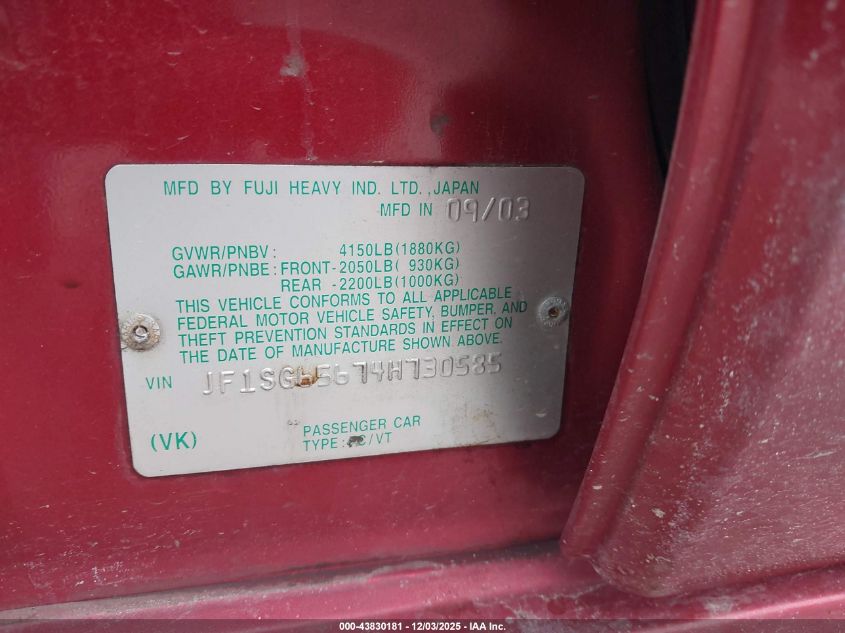 MFD BY FUJI HEAVY IND. LTD. ,JAPAN
MFD IN 09/03
GVWR/PNBV: 4150LB(1880KG)
GAWR/PNBE: FRONT-2050LB( 930KG)
REAR -2200LB(1000KG)
THIS VEHICLE CONFORMS TO ALL APPLICABLE
FEDERAL MOTOR VEHICLE SAFETY, BUMPER, AND
THEFT PREVENTION STANDARDS IN EFFECT ON
THE DATE OF MANUFACTURE SHOWN ABOVE.
VIN JF1SG65674H730585
PASSENGER CAR
(VK) TYPE:
000-43830181 - 12/03/2025 - IAA Inc.